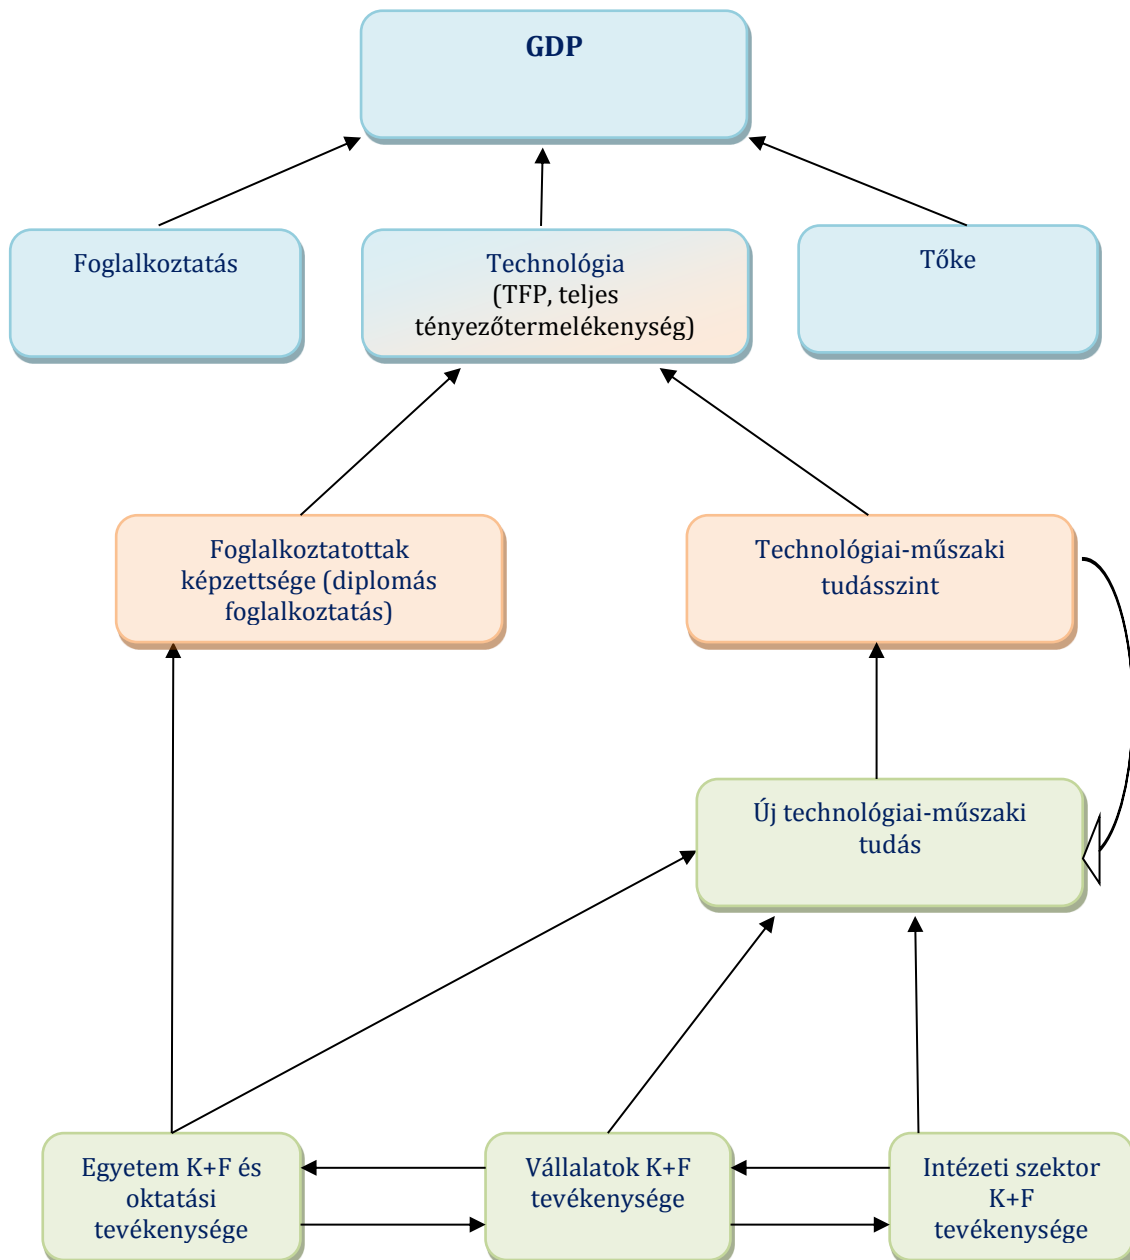 GDP
Foglalkoztatás
Technológia
(TFP, teljes
tényezőtermelékenység)
Tőke
Foglalkoztatottak
képzettsége (diplomás
foglalkoztatás)
Technológiai-műszaki
tudásszint
Új technológiai-műszaki
tudás
Egyetem K+F és
oktatási
tevékenysége
Vállalatok K+F
tevékenysége
Intézeti szektor
K+F
tevékenysége